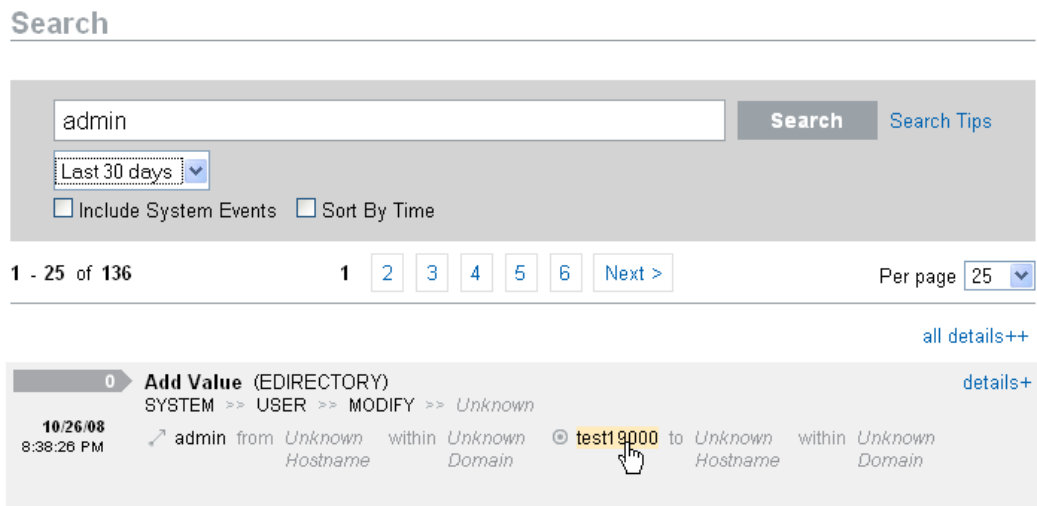 Search
admin
Search
Search Tips
Last 30 days
Include System Events
Sort By Time
1 - 25 of 136
1 2 3 4 5 6 Next >
Per page 25
all details++
0
Add Value (EDIRECTORY)
details+
SYSTEM >> USER >> MODIFY >> Unknown
10/26/08
8:38:26 PM
admin from Unknown Hostname within Unknown Domain
test19000 to Unknown Hostname within Unknown Domain